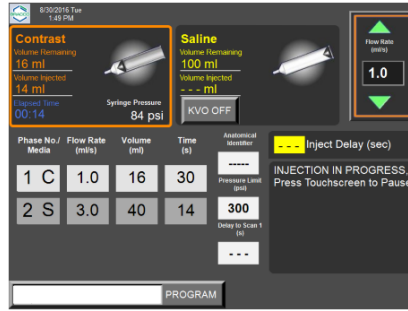 8/30/2016 Tue
1:49 PM
Contrast
Volume Remaining
16 ml
Volume Injected
14 ml
Elapsed Time
00:14
Syringe Pressure
84 psi
Saline
Volume Remaining
100 ml
Volume Injected
- - - ml
KVO OFF
Flow Rate
(ml/s)
1.0
Phase No./ Media
Flow Rate (ml/s)
Volume (ml)
Time (s)
1 C 1.0 16 30
2 S 3.0 40 14
Anatomical
Identifier
-----
Pressure Limit
(psi)
300
Delay to Scan 1
(s)
- - -
- - - Inject Delay (sec)
INJECTION IN PROGRESS,
Press Touchscreen to Pause
PROGRAM